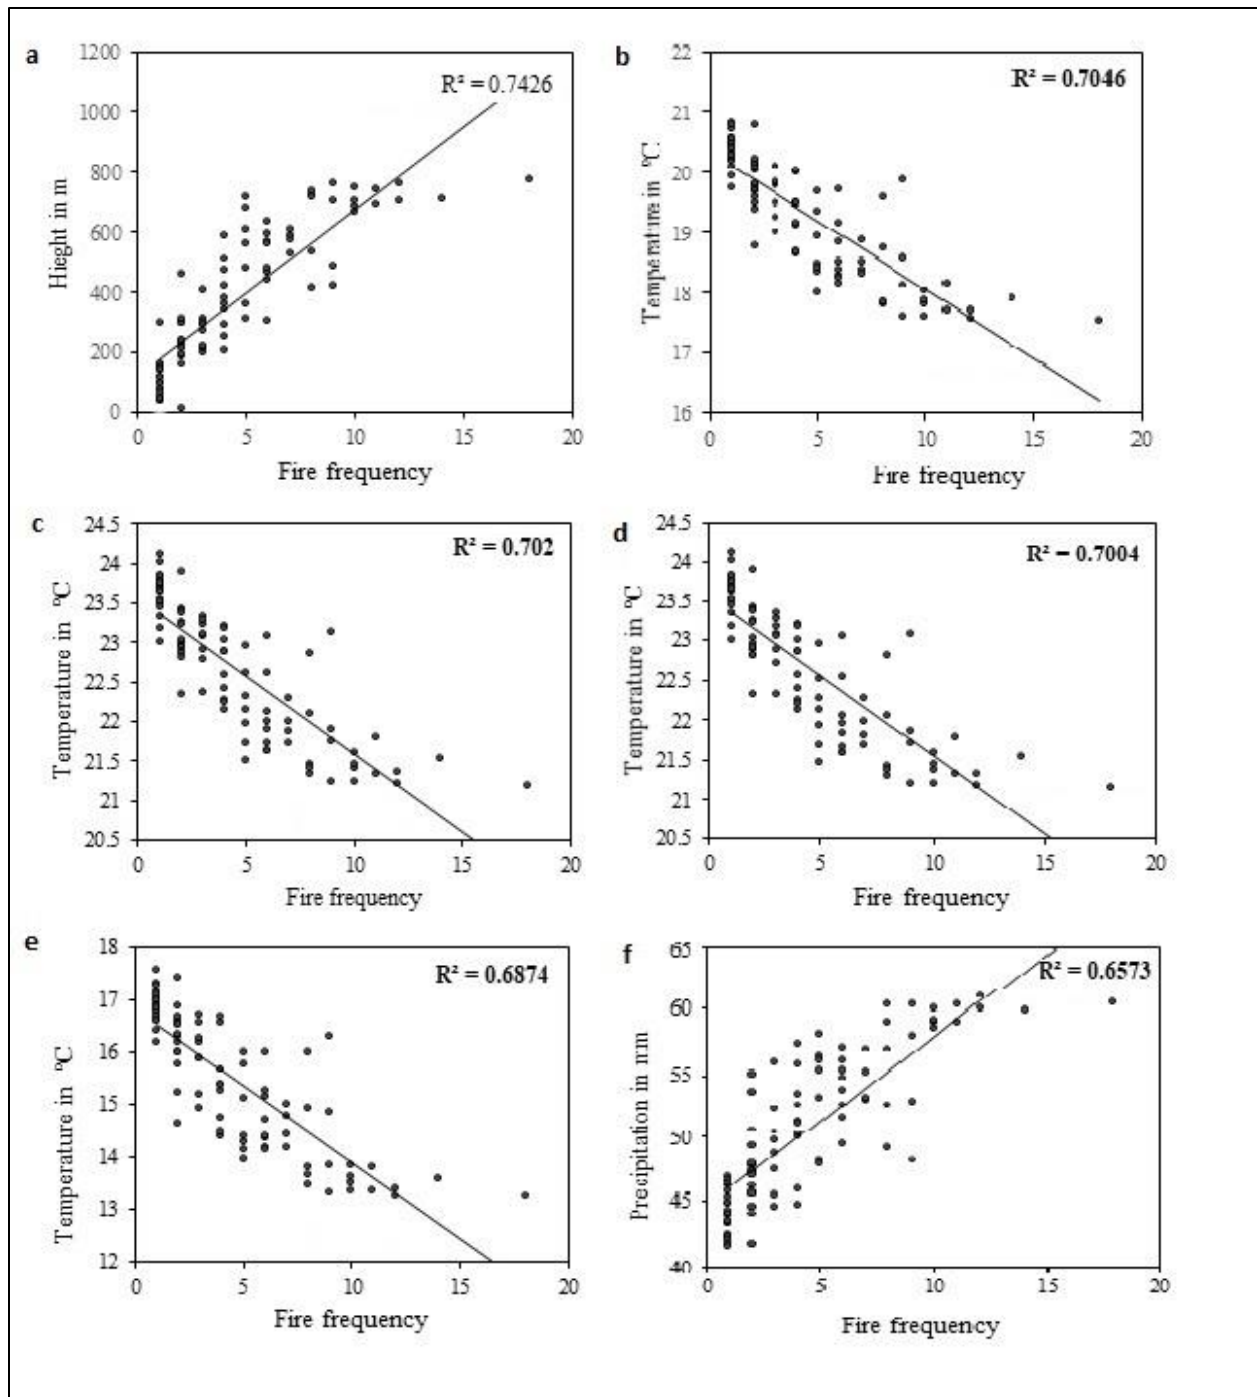 a
1200
1000
800
600
400
200
0
Hieght in m
R² = 0.7426
0 5 10 15 20
Fire frequency
b
22
21
20
19
18
17
16
Temperature in °C
R² = 0.7046
0 5 10 15 20
Fire frequency
c
24.5
24
23.5
23
22.5
22
21.5
21
20.5
Temperature in °C
R² = 0.702
0 5 10 15 20
Fire frequency
d
24.5
24
23.5
23
22.5
22
21.5
21
20.5
Temperature in °C
R² = 0.7004
0 5 10 15 20
Fire frequency
e
18
17
16
15
14
13
12
Temperature in °C
R² = 0.6874
0 5 10 15 20
Fire frequency
f
65
60
55
50
45
40
Precipitation in mm
R² = 0.6573
0 5 10 15 20
Fire frequency